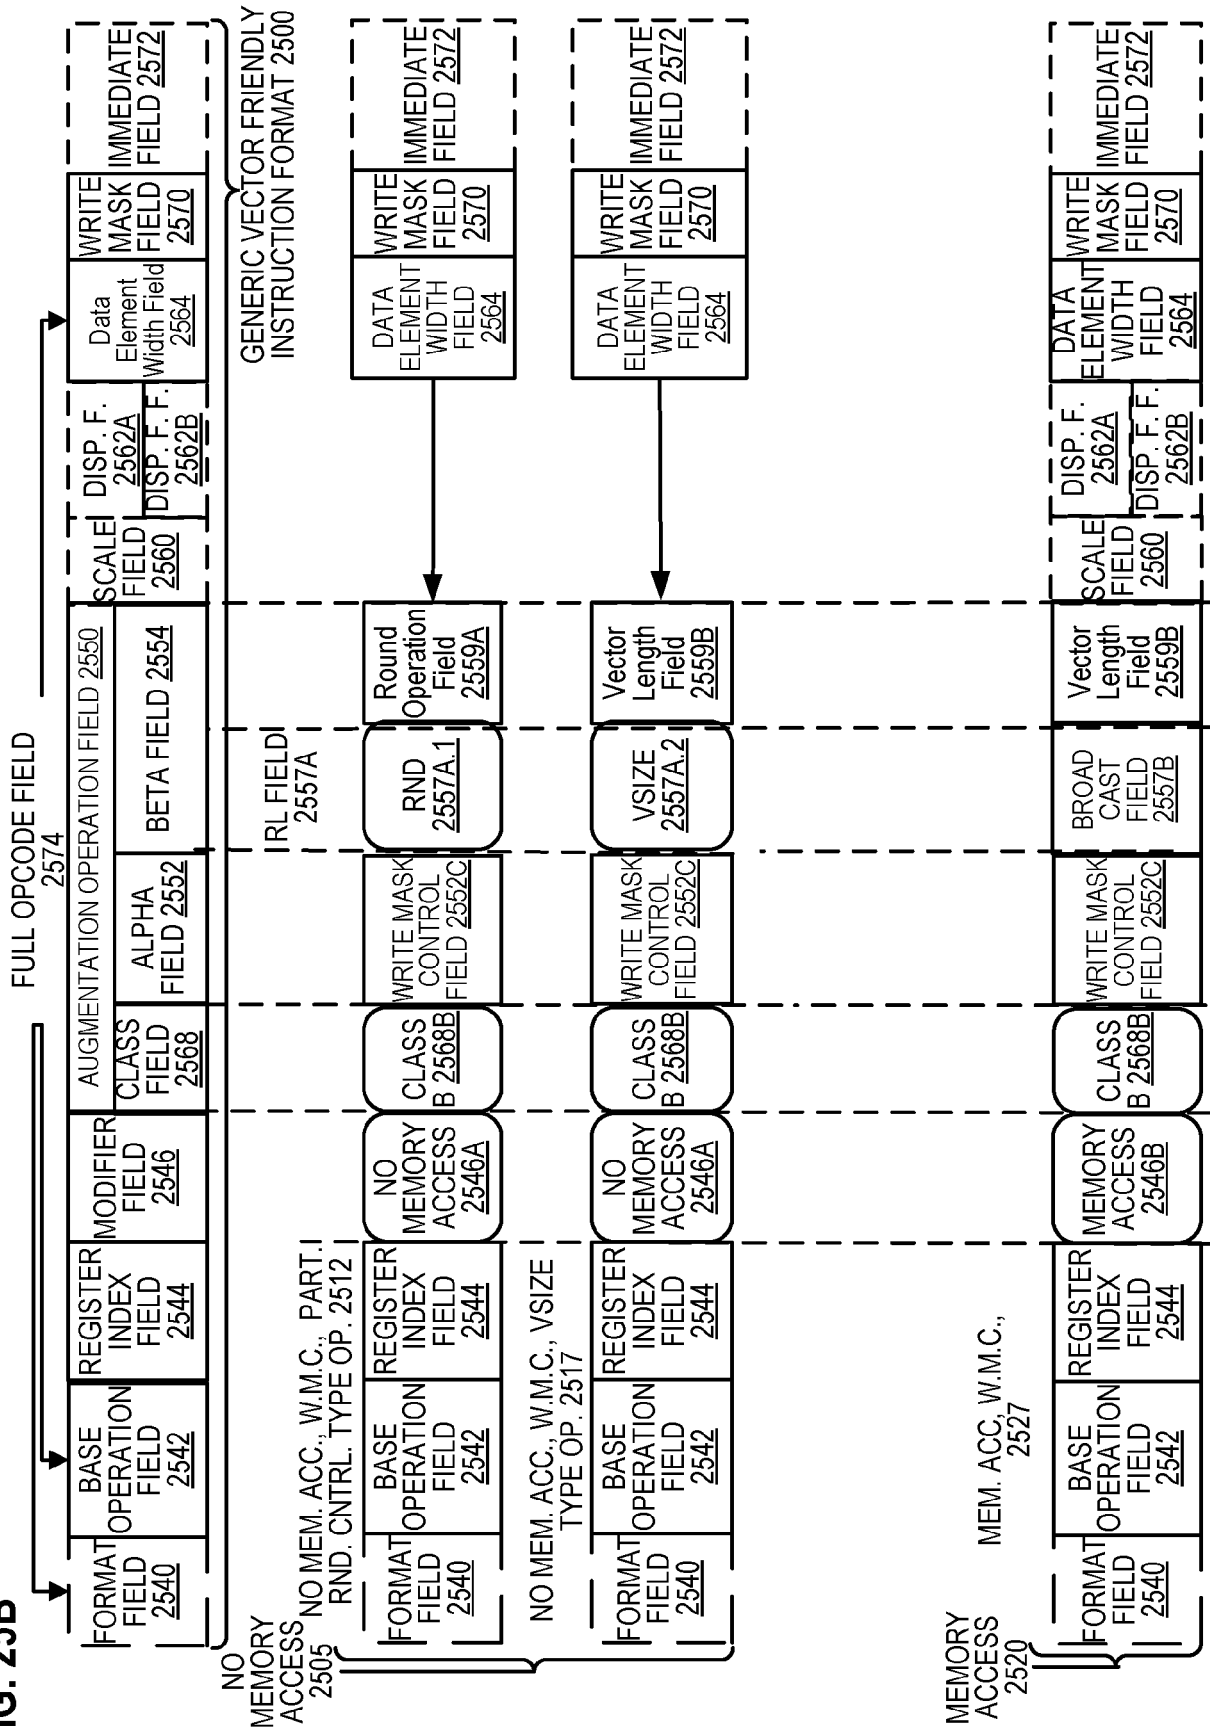 FIG. 25B
FULL OPCODE FIELD
2574
FORMAT
FIELD
2540
BASE
OPERATION
FIELD
2542
REGISTER
INDEX
FIELD
2544
MODIFIER
FIELD
2546
AUGMENTATION OPERATION FIELD 2550
CLASS
FIELD
2568
ALPHA
FIELD 2552
BETA FIELD 2554
SCALE
FIELD
2560
DISP. F.
2562A
DISP. F. F.
2562B
Data
Element
Width Field
2564
WRITE
MASK
FIELD
2570
IMMEDIATE
FIELD 2572
GENERIC VECTOR FRIENDLY
INSTRUCTION FORMAT 2500
NO
MEMORY
ACCESS
2505
NO MEM. ACC., W.M.C., PART.
RND. CNTRL. TYPE OP. 2512
IRL FIELD
2557A
FORMAT
FIELD
2540
BASE
OPERATION
FIELD
2542
REGISTER
INDEX
FIELD
2544
NO
MEMORY
ACCESS
2546A
CLASS
B 2568B
WRITE MASK
CONTROL
FIELD 2552C
RND
2557A.1
Round
Operation
Field
2559A
DATA
ELEMENT
WIDTH
FIELD
2564
WRITE
MASK
FIELD
2570
IMMEDIATE
FIELD 2572
NO MEM. ACC., W.M.C., VSIZE
TYPE OP. 2517
FORMAT
FIELD
2540
BASE
OPERATION
FIELD
2542
REGISTER
INDEX
FIELD
2544
NO
MEMORY
ACCESS
2546A
CLASS
B 2568B
WRITE MASK
CONTROL
FIELD 2552C
VSIZE
2557A.2
Vector
Length
Field
2559B
DATA
ELEMENT
WIDTH
FIELD
2564
WRITE
MASK
FIELD
2570
IMMEDIATE
FIELD 2572
MEMORY
ACCESS
2520
MEM. ACC, W.M.C.,
2527
FORMAT
FIELD
2540
BASE
OPERATION
FIELD
2542
REGISTER
INDEX
FIELD
2544
MEMORY
ACCESS
2546B
CLASS
B 2568B
WRITE MASK
CONTROL
FIELD 2552C
BROAD
CAST
FIELD
2557B
Vector
Length
Field
2559B
SCALE
FIELD
2560
DISP. F.
2562A
DISP. F. F.
2562B
DATA
ELEMENT
WIDTH
FIELD
2564
WRITE
MASK
FIELD
2570
IMMEDIATE
FIELD 2572